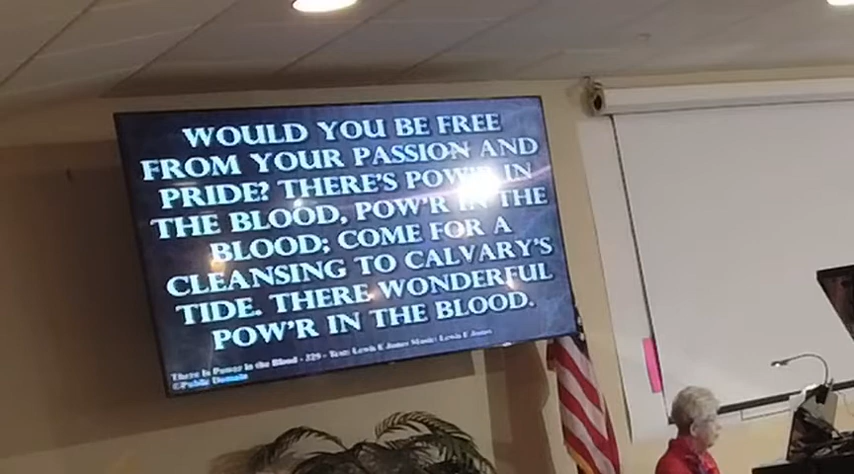 WOULD YOU BE FREE
FROM YOUR PASSION AND
PRIDE? THERE'S POW'R IN
THE BLOOD, POW'R IN THE
BLOOD; COME FOR A
CLEANSING TO CALVARY'S
TIDE. THERE WONDERFUL
POW'R IN THE BLOOD.
There Is Power in the Blood - 329 - Text: Lewis E Jones Music: Lewis E Jones
©Public Domain